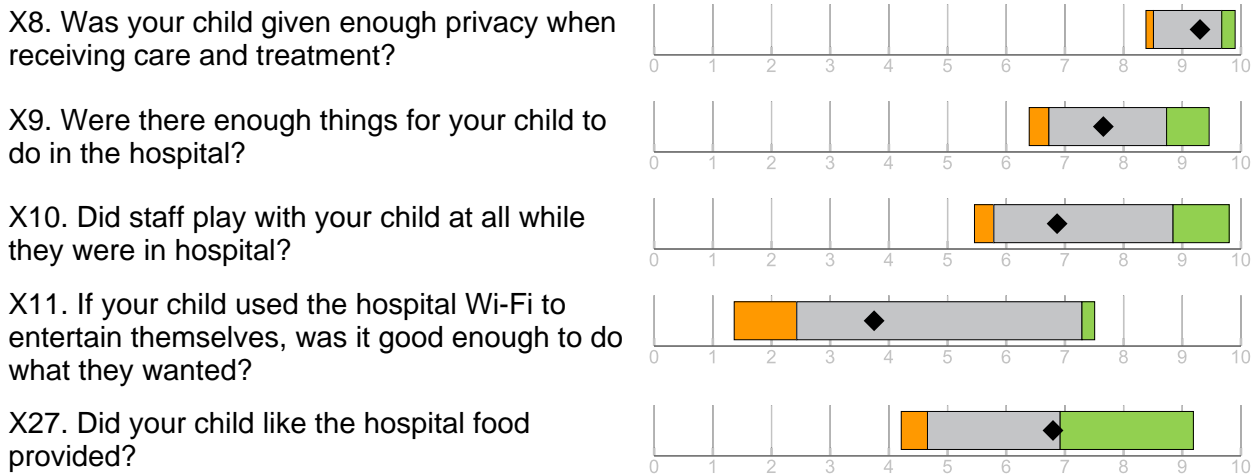 X8. Was your child given enough privacy when
receiving care and treatment?
0 1 2 3 4 5 6 7 8 9 10
X9. Were there enough things for your child to
do in the hospital?
0 1 2 3 4 5 6 7 8 9 10
X10. Did staff play with your child at all while
they were in hospital?
0 1 2 3 4 5 6 7 8 9 10
X11. If your child used the hospital Wi-Fi to
entertain themselves, was it good enough to do
what they wanted?
0 1 2 3 4 5 6 7 8 9 10
X27. Did your child like the hospital food
provided?
0 1 2 3 4 5 6 7 8 9 10